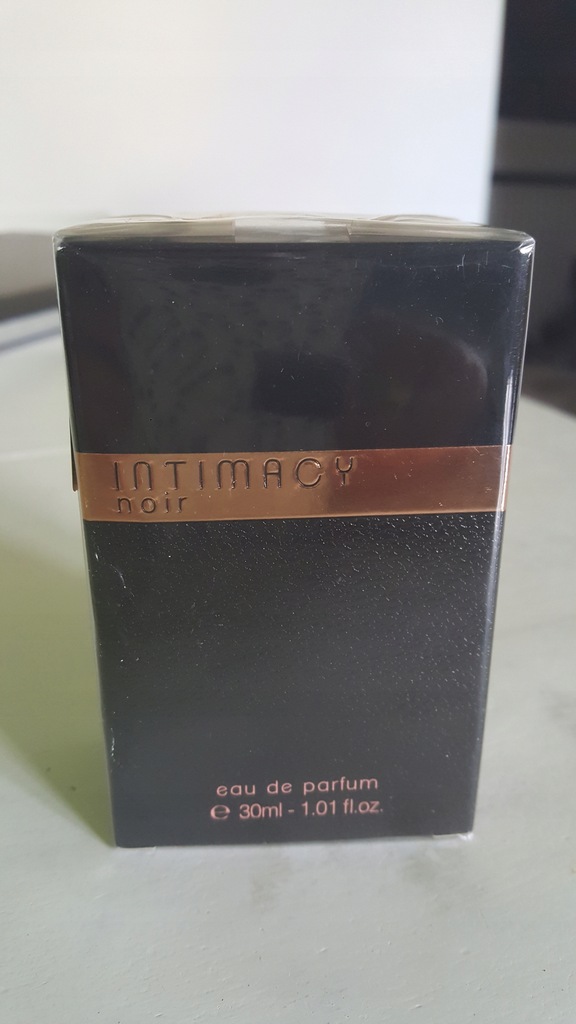 INTIMACY
noir
eau de parfum
℮ 30ml - 1.01 fl.oz.